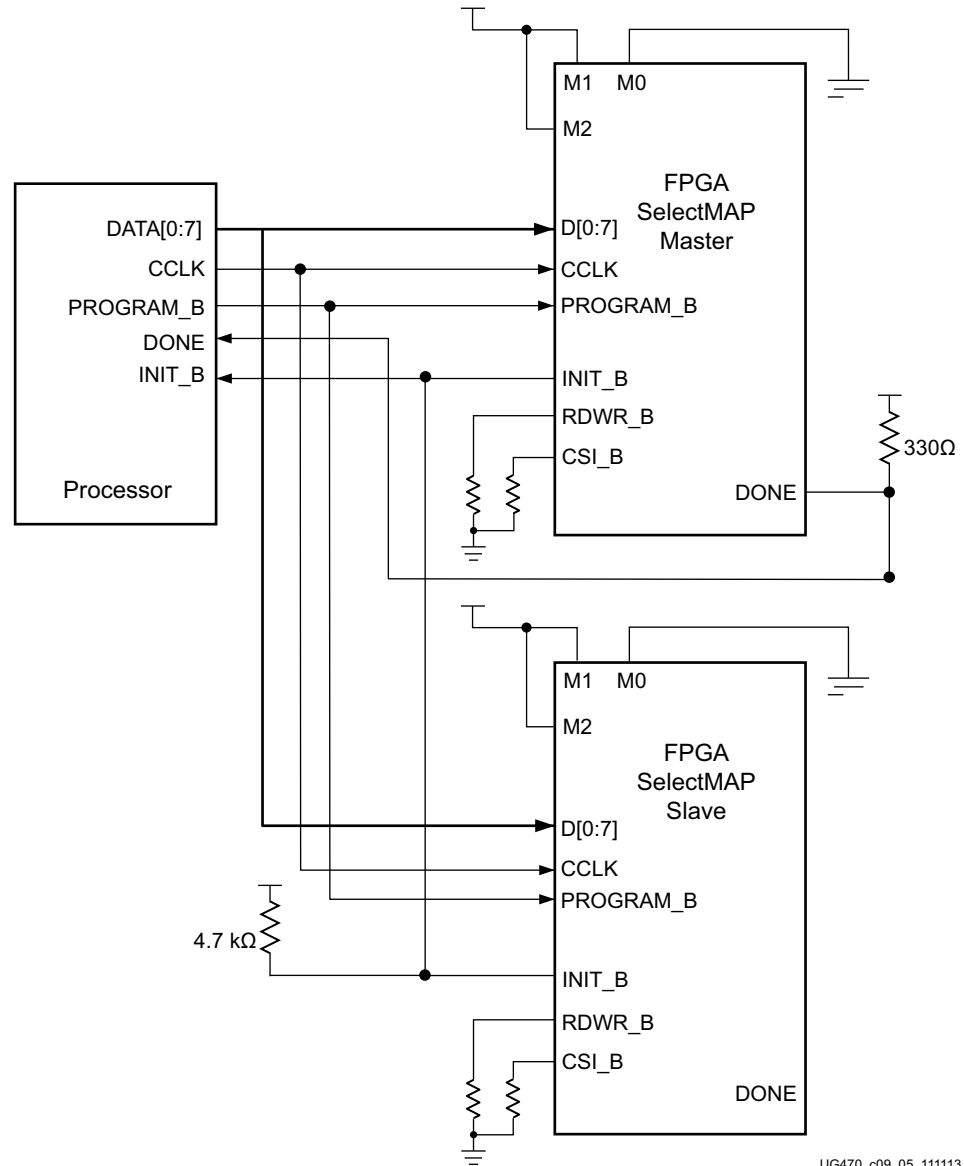 M1 M0
M2
FPGA
SelectMAP
Master
D[0:7]
CCLK
PROGRAM_B
INIT_B
RDWR_B
CSI_B
DONE
330Ω
DATA[0:7]
CCLK
PROGRAM_B
DONE
INIT_B
Processor
M1 M0
M2
FPGA
SelectMAP
Slave
D[0:7]
CCLK
PROGRAM_B
4.7 kΩ
INIT_B
RDWR_B
CSI_B
DONE
UG470_c09_05_111113